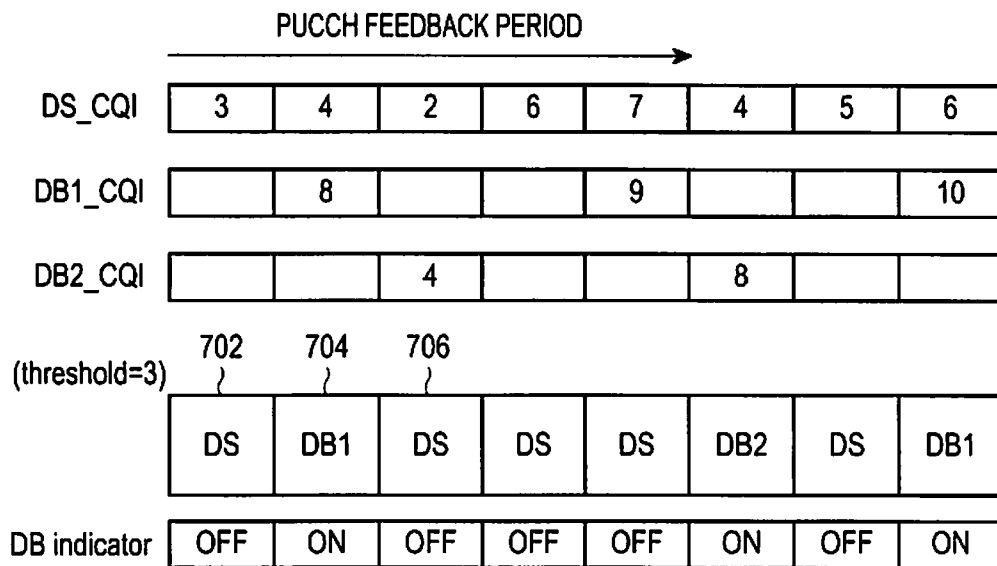 PUCCH FEEDBACK PERIOD
DS_CQI 3 4 2 6 7 4 5 6
DB1_CQI 8 9 10
DB2_CQI 4 8
702 704 706
(threshold=3)
DS DB1 DS DS DS DB2 DS DB1
DB indicator OFF ON OFF OFF OFF ON OFF ON